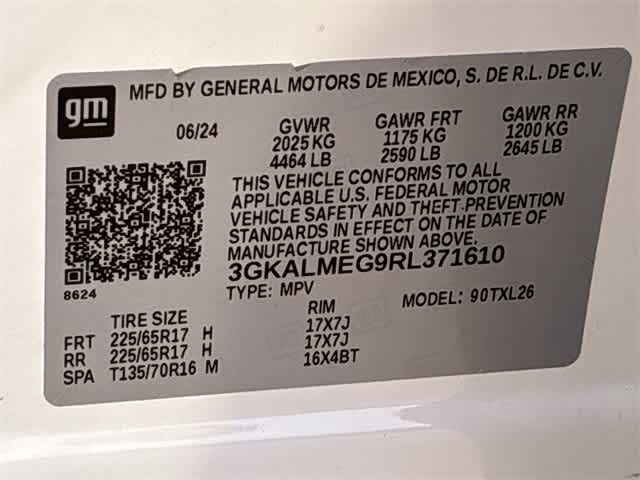 gm
MFD BY GENERAL MOTORS DE MEXICO, S. DE R.L. DE C.V.
06/24 GVWR GAWR FRT GAWR RR
2025 KG 1175 KG 1200 KG
4464 LB 2590 LB 2645 LB
THIS VEHICLE CONFORMS TO ALL
APPLICABLE U.S. FEDERAL MOTOR
VEHICLE SAFETY AND THEFT PREVENTION
STANDARDS IN EFFECT ON THE DATE OF
MANUFACTURE SHOWN ABOVE.
3GKALMEG9RL371610
8624
TYPE: MPV MODEL: 90TXL26
TIRE SIZE RIM
FRT 225/65R17 H 17X7J
RR 225/65R17 H 17X7J
SPA T135/70R16 M 16X4BT